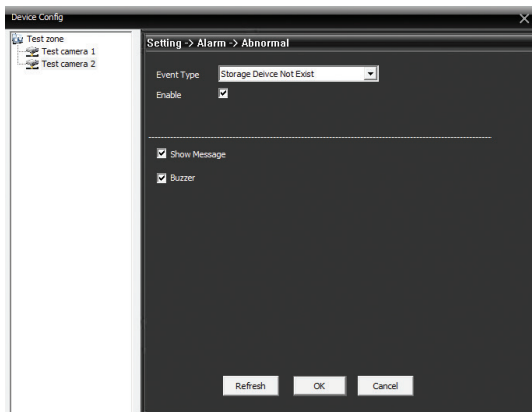 Device Config
Test zone
Test camera 1
Test camera 2
Setting -> Alarm -> Abnormal
Event Type
Storage Deivce Not Exist
Enable
Show Message
Buzzer
Refresh
OK
Cancel